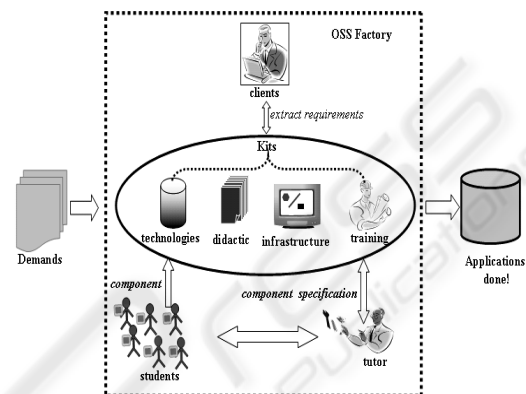 OSS Factory
clients
extract requirements
Kits
technologies
didactic
infrastructure
training
Demands
Applications
done!
component
component specification
students
tutor